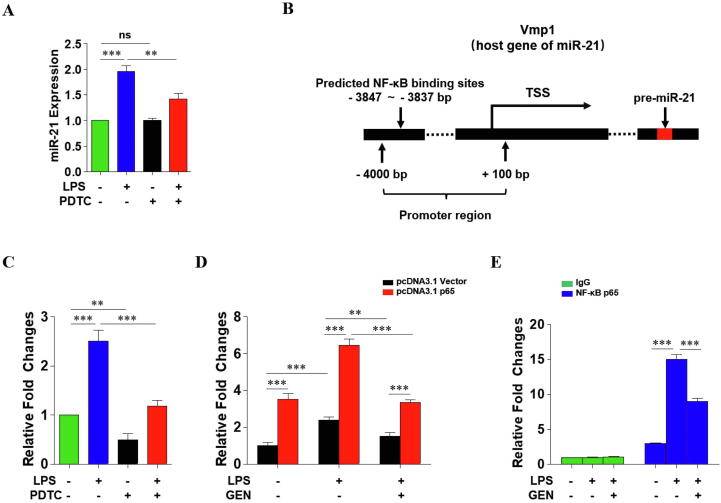 A
ns
***
**
2.5
2.0
1.5
1.0
0.5
0.0
miR-21 Expression
LPS - + - +
PDTC - - + +
B
Vmp1
(host gene of miR-21)
Predicted NF-κB binding sites
- 3847 ~ - 3837 bp
TSS
pre-miR-21
- 4000 bp
+ 100 bp
Promoter region
C
**
***
***
3
2
1
0
Relative Fold Changes
LPS - + - +
PDTC - - + +
D
pcDNA3.1 Vector
pcDNA3.1 p65
**
***
***
***
***
***
8
6
4
2
0
Relative Fold Changes
LPS - + +
GEN - - +
E
IgG
NF-κB p65
***
***
20
15
10
5
0
Relative Fold Changes
LPS - + + - + +
GEN - - + - - +